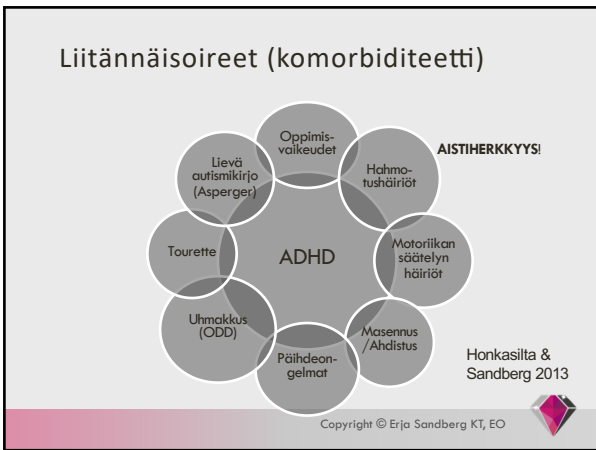 Liitännäisoireet (komorbiditeetti)
Oppimis-
vaikeudet
AISTIHERKKYYS!
Hahmo-
tushäiriöt
Lievä
autismikirjo
(Asperger)
Tourette
ADHD
Motoriikan
säätelyn
häiriöt
Uhmakkus
(ODD)
Masennus
/Ahdistus
Päihdeon-
gelmat
Honkasilta &
Sandberg 2013
Copyright © Erja Sandberg KT, EO